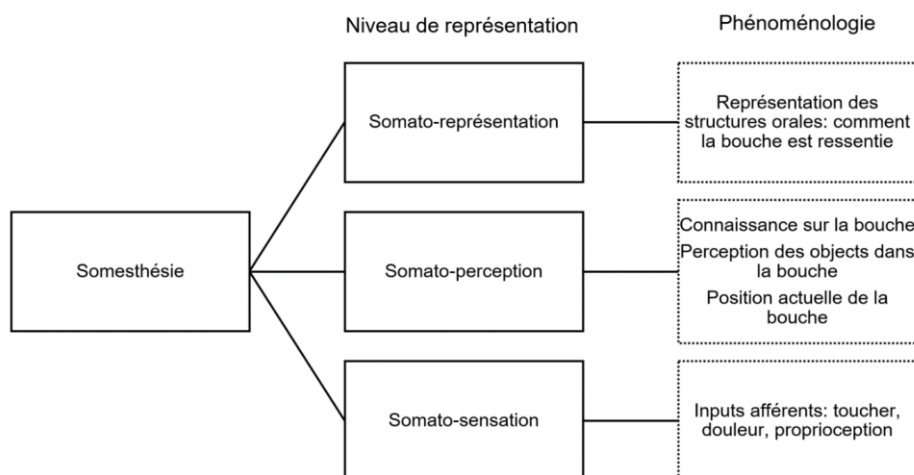 Niveau de représentation
Phénoménologie
Somato-représentation
Représentation des
structures orales: comment
la bouche est ressentie
Somesthésie
Somato-perception
Connaissance sur la bouche
Perception des objects dans
la bouche
Position actuelle de la
bouche
Somato-sensation
Inputs afférents: toucher,
douleur, proprioception